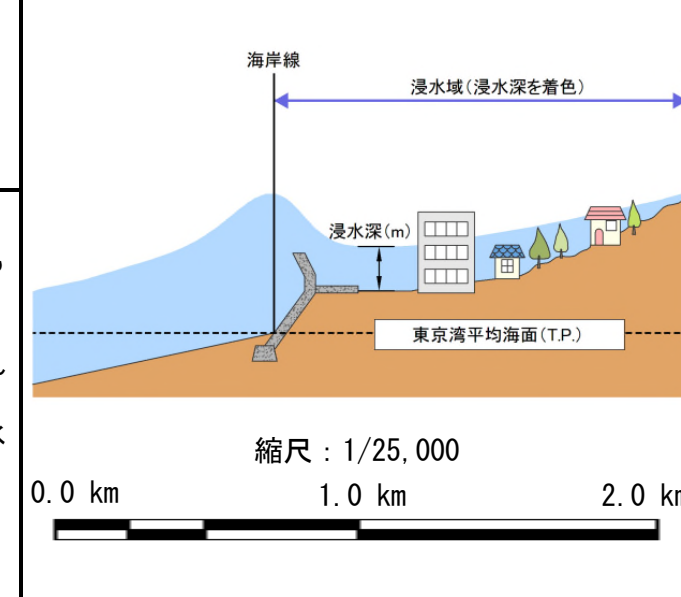 海岸線
浸水域(浸水深を着色)
浸水深(m)
東京湾平均海面(T.P.)
縮尺：1/25,000
0.0 km 1.0 km 2.0 km